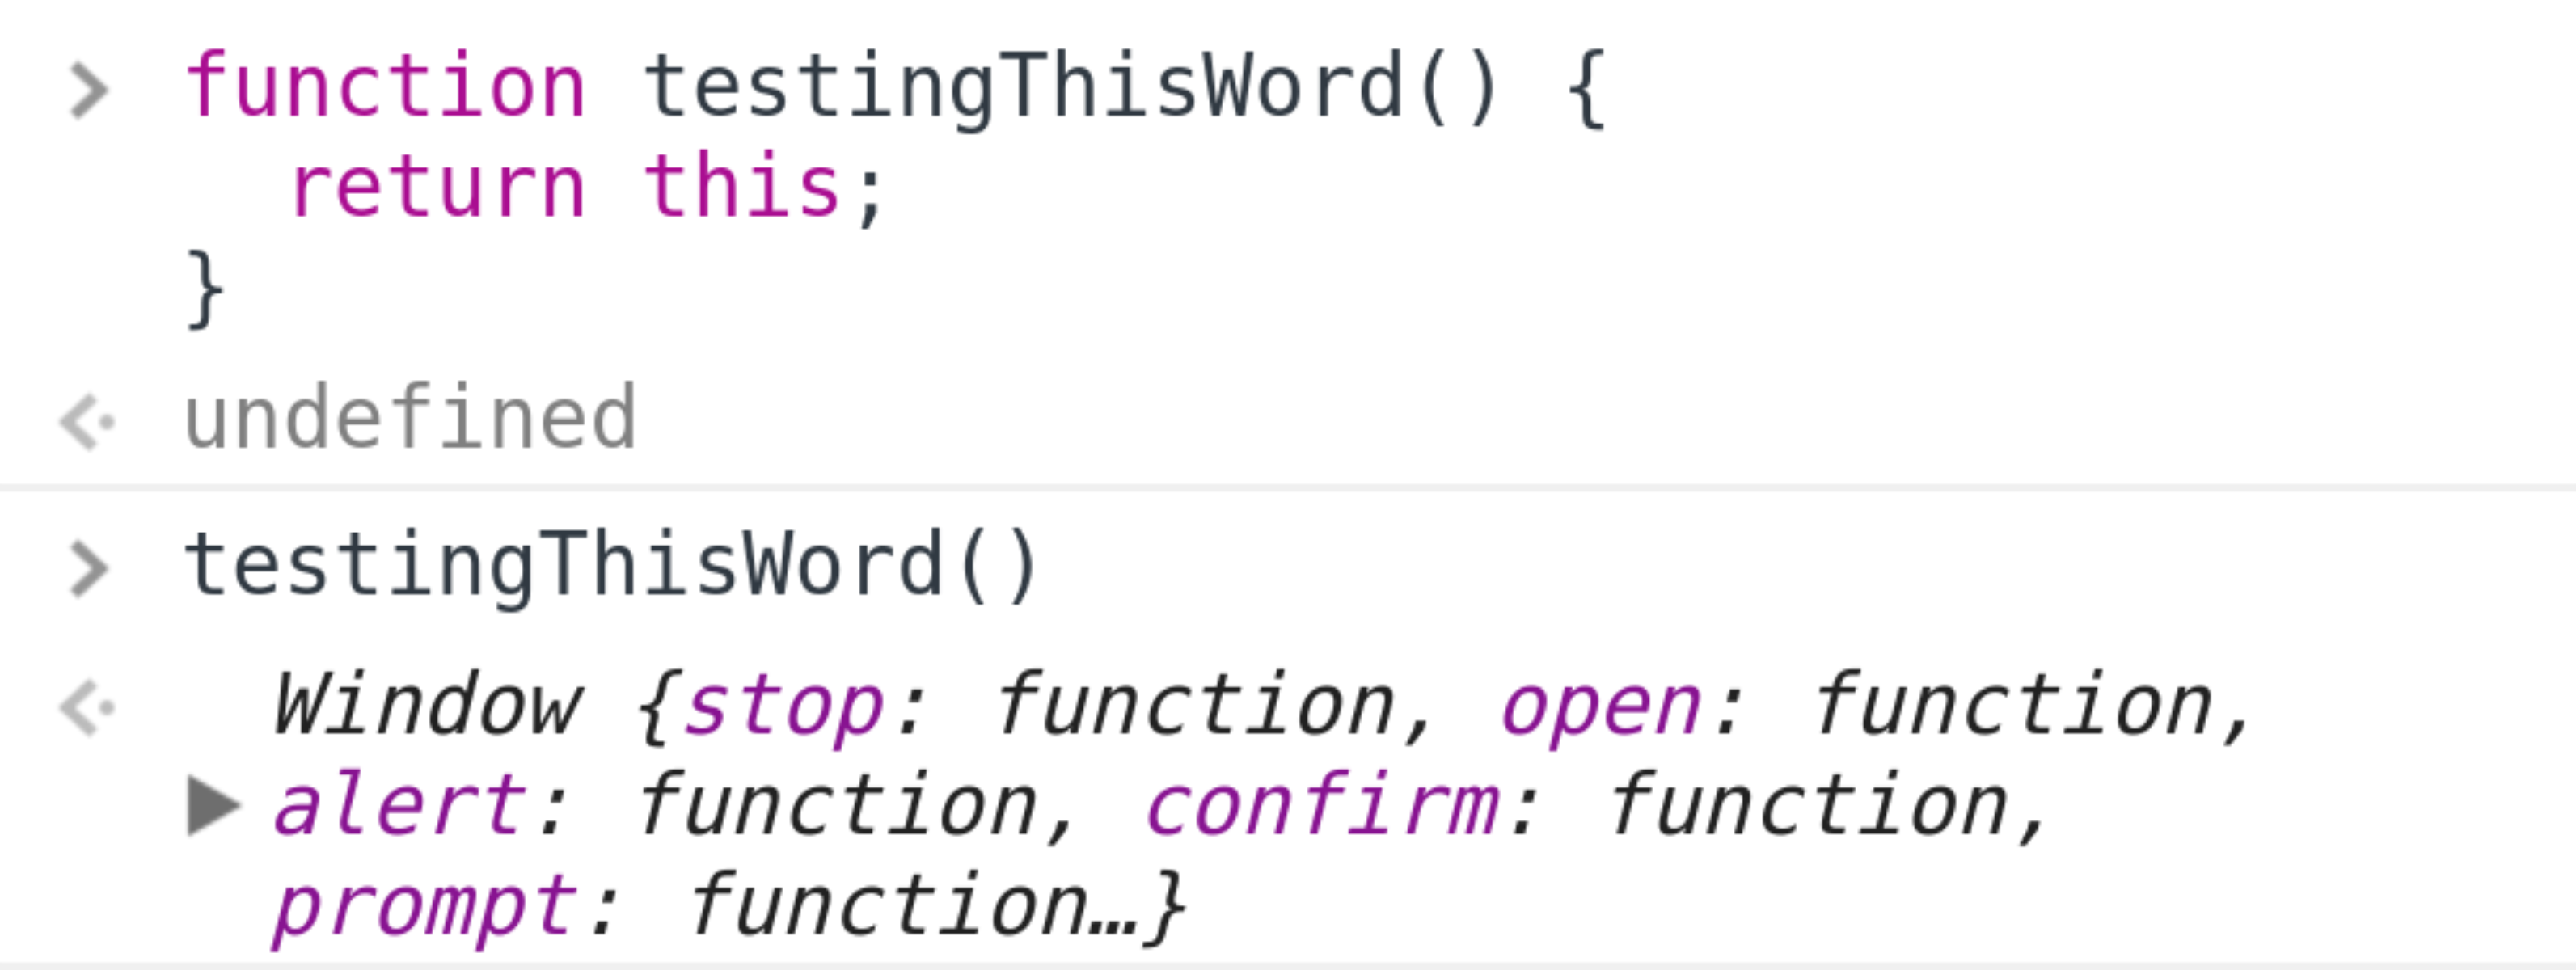 > function testingThisWord() {
return this;
}
undefined
> testingThisWord()
Window {stop: function, open: function,
alert: function, confirm: function,
prompt: function…}